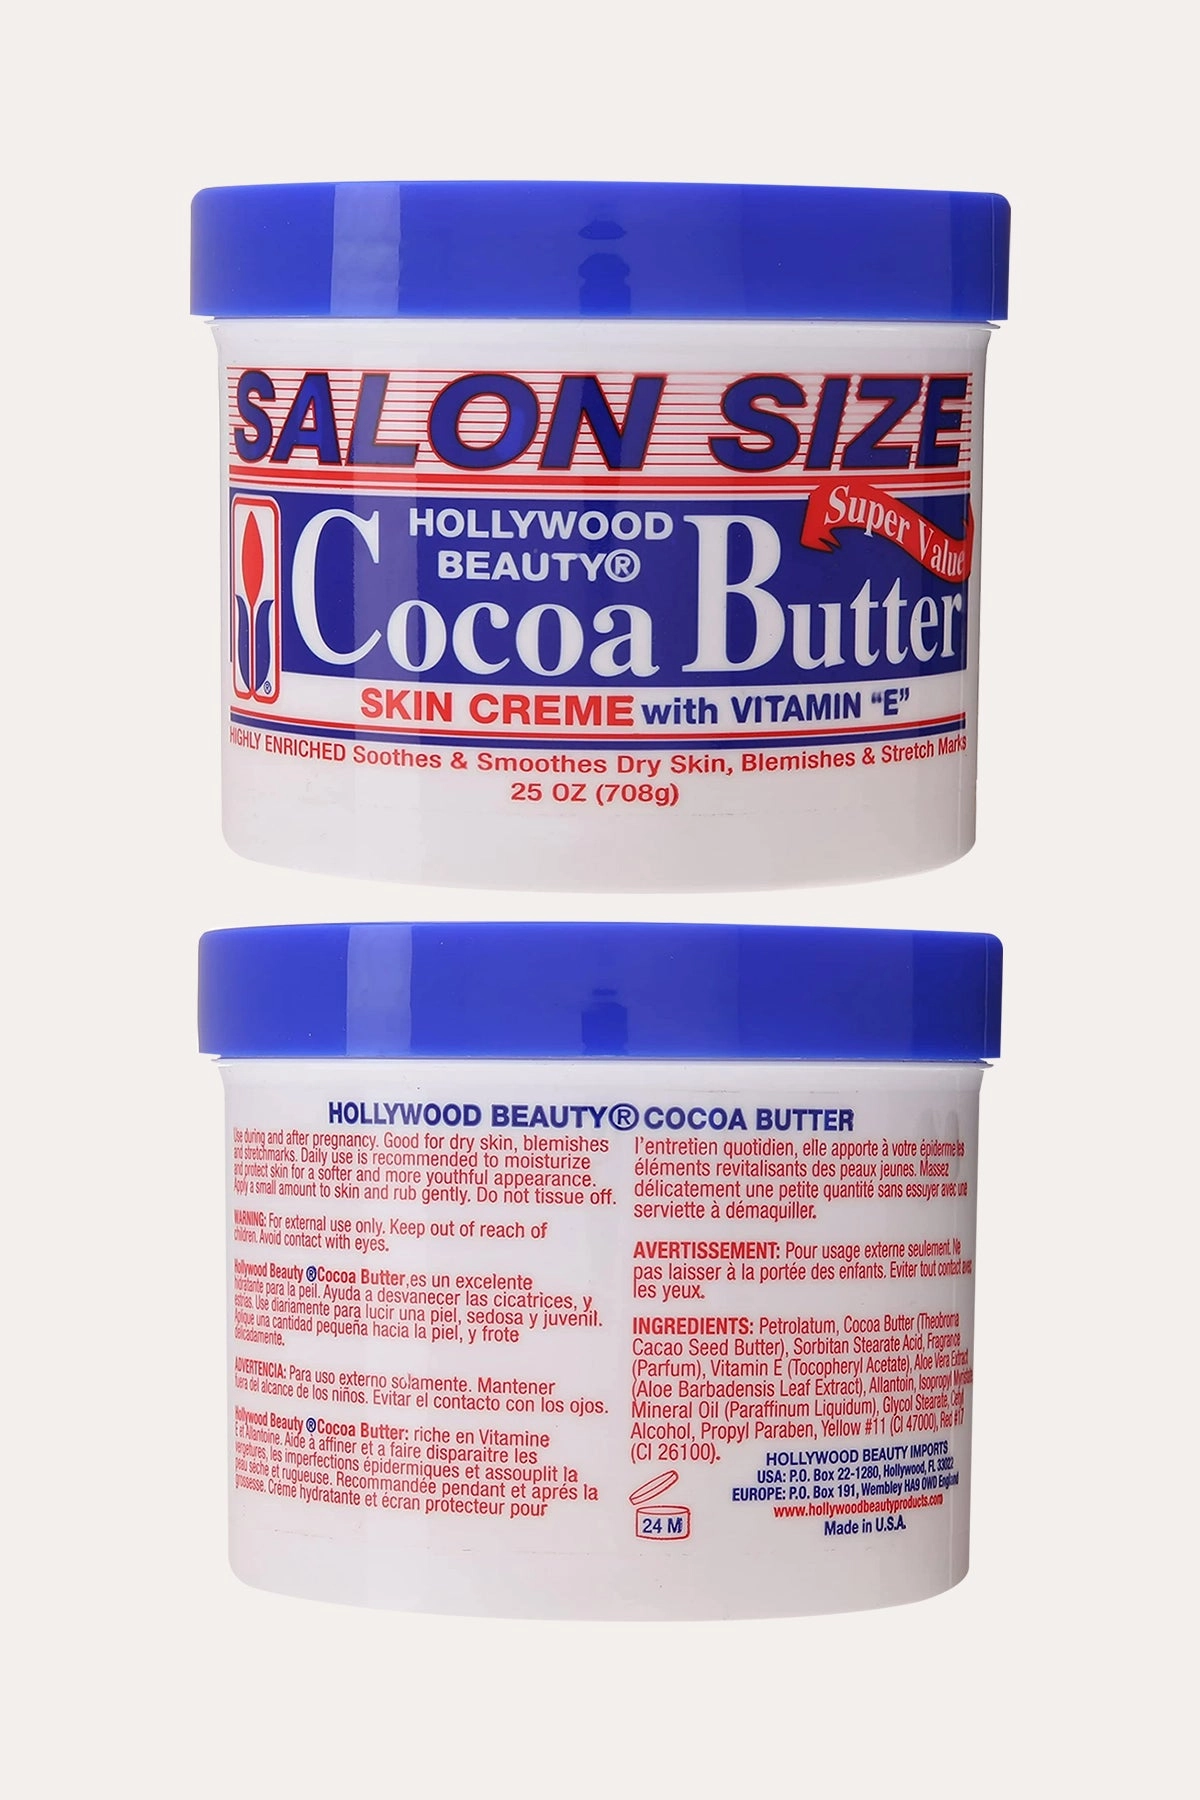 SALON SIZE
Super Value
HOLLYWOOD
BEAUTY®
Cocoa Butter
®
SKIN CREME with VITAMIN "E"
HIGHLY ENRICHED Soothes & Smoothes Dry Skin, Blemishes & Stretch Marks
25 OZ (708g)
HOLLYWOOD BEAUTY® COCOA BUTTER
Use during and after pregnancy. Good for dry skin, blemishes
and stretchmarks. Daily use is recommended to moisturize
and protect skin for a softer and more youthful appearance.
Apply a small amount to skin and rub gently. Do not tissue off.
WARNING: For external use only. Keep out of reach of
children. Avoid contact with eyes.
Hollywood Beauty ® Cocoa Butter, es un excelente
hidratante para la peil. Ayuda a desvanecer las cicatrices, y
estrias. Use diariamente para lucir una piel, sedosa y juvenil.
Aplique una cantidad pequeña hacia la piel, y frote
délicadamente.
ADVERTENCIA: Para uso externo solamente. Mantener
fuera del alcance de los niños. Evitar el contacto con los ojos.
Hollywood Beauty ® Cocoa Butter: riche en Vitamine
E et Allantoine. Aide à affiner et a faire disparaitre les
vergetures, les imperfections épidermiques et assouplit la
peau sèche et rugueuse. Recommandée pendant et aprés la
grossesse. Crémé hydratante et écran protecteur pour
l'entretien quotidien, elle apporte à votre épiderme les
éléments revitalisants des peaux jeunes. Massez
délicatement une petite quantité sans essuyer avec une
serviette à démaquiller.
AVERTISSEMENT: Pour usage externe seulement. Ne
pas laisser à la portée des enfants. Eviter tout contact avec
les yeux.
INGREDIENTS: Petrolatum, Cocoa Butter (Theobroma
Cacao Seed Butter), Sorbitan Stearate Acid, Fragrance
(Parfum), Vitamin E (Tocopheryl Acetate), Aloe Vera Extract
(Aloe Barbadensis Leaf Extract), Allantoin, Isopropyl Myristate
Mineral Oil (Paraffinum Liquidum), Glycol Stearate, Cetyl
Alcohol, Propyl Paraben, Yellow #11 (CI 47000), Red #17
(CI 26100).
HOLLYWOOD BEAUTY IMPORTS
USA: P.O. Box 22-1280, Hollywood, FL 33022
EUROPE: P.O. Box 191, Wembley HA9 0WD England
www.hollywoodbeautyproducts.com
Made in U.S.A.
24 M